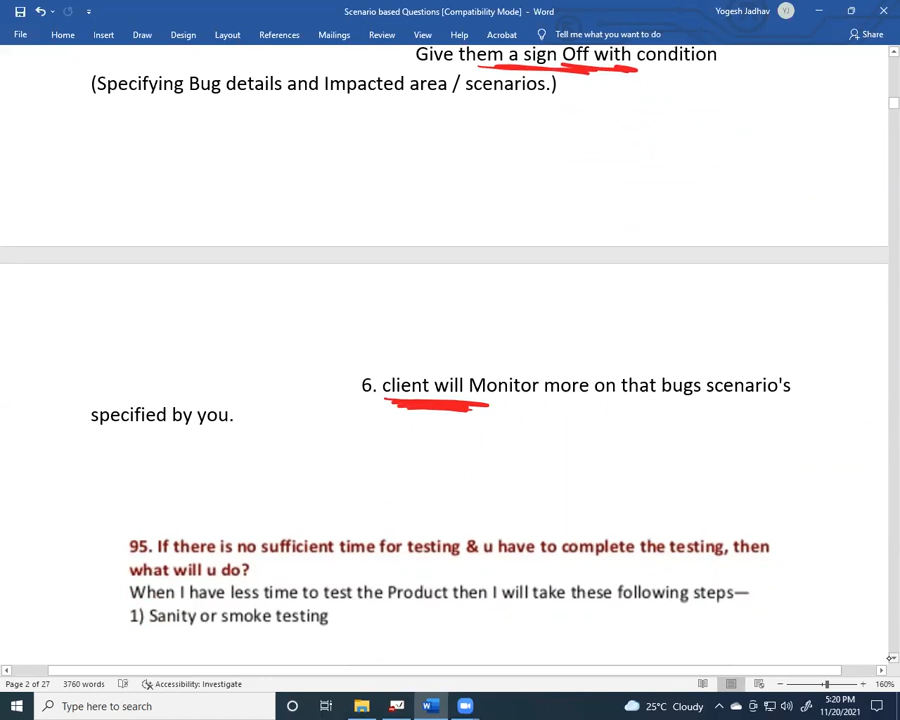 Scenario based Questions [Compatibility Mode] - Word
Yogesh Jadhav
YJ
File Home Insert Draw Design Layout References Mailings Review View Help Acrobat Tell me what you want to do Share
Give them a sign Off with condition
(Specifying Bug details and Impacted area / scenarios.)
6. client will Monitor more on that bugs scenario's
specified by you.
95. If there is no sufficient time for testing & u have to complete the testing, then
what will u do?
When I have less time to test the Product then I will take these following steps—
1) Sanity or smoke testing
Page 2 of 27 3760 words Accessibility: Investigate 160%
Type here to search
25°C Cloudy
5:20 PM
11/20/2021